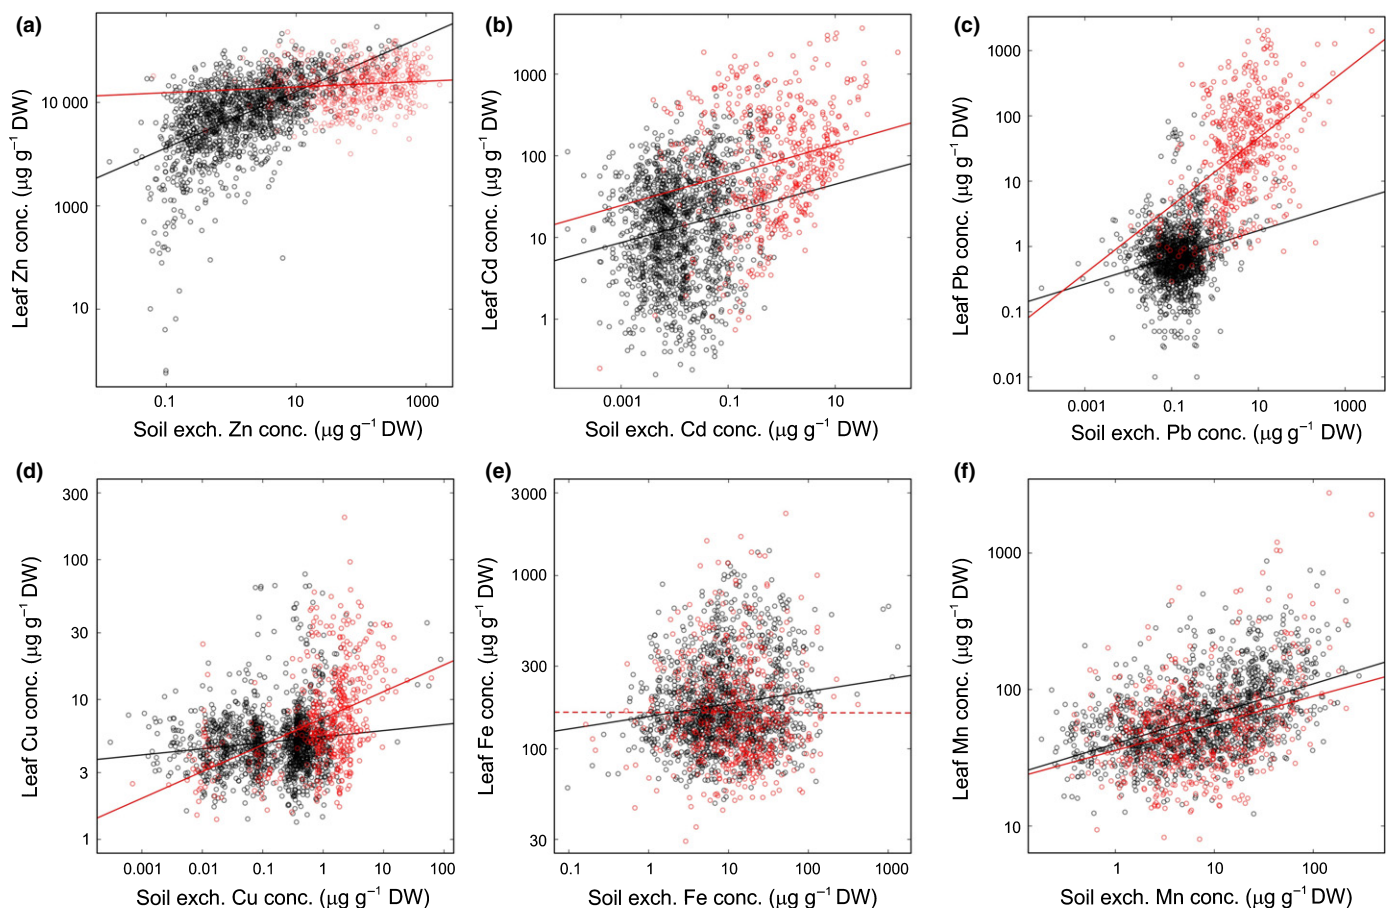 (a)
Leaf Zn conc. (µg g⁻¹ DW)
10 000
1000
10
0.1 10 1000
Soil exch. Zn conc. (µg g⁻¹ DW)
(b)
Leaf Cd conc. (µg g⁻¹ DW)
1000
100
10
1
0.001 0.1 10
Soil exch. Cd conc. (µg g⁻¹ DW)
(c)
Leaf Pb conc. (µg g⁻¹ DW)
1000
100
10
1
0.1
0.01
0.001 0.1 10 1000
Soil exch. Pb conc. (µg g⁻¹ DW)
(d)
Leaf Cu conc. (µg g⁻¹ DW)
300
100
30
10
3
1
0.001 0.01 0.1 1 10 100
Soil exch. Cu conc. (µg g⁻¹ DW)
(e)
Leaf Fe conc. (µg g⁻¹ DW)
3000
1000
300
100
30
0.1 1 10 100 1000
Soil exch. Fe conc. (µg g⁻¹ DW)
(f)
Leaf Mn conc. (µg g⁻¹ DW)
1000
100
10
1 10 100
Soil exch. Mn conc. (µg g⁻¹ DW)